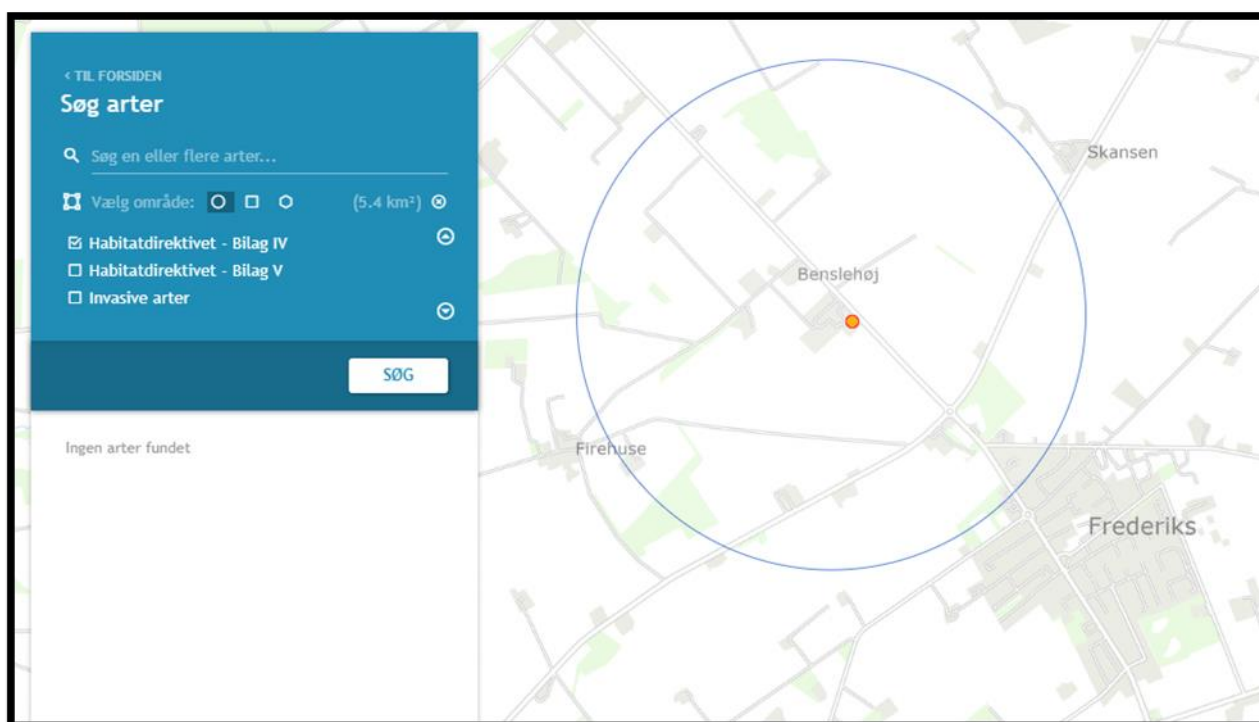 ‹ TIL FORSIDEN
Søg arter
Søg en eller flere arter...
Vælg område: (5.4 km²)
Habitatdirektivet - Bilag IV
Habitatdirektivet - Bilag V
Invasive arter
SØG
Ingen arter fundet
Skansen
Benslehøj
Firehuse
Frederiks